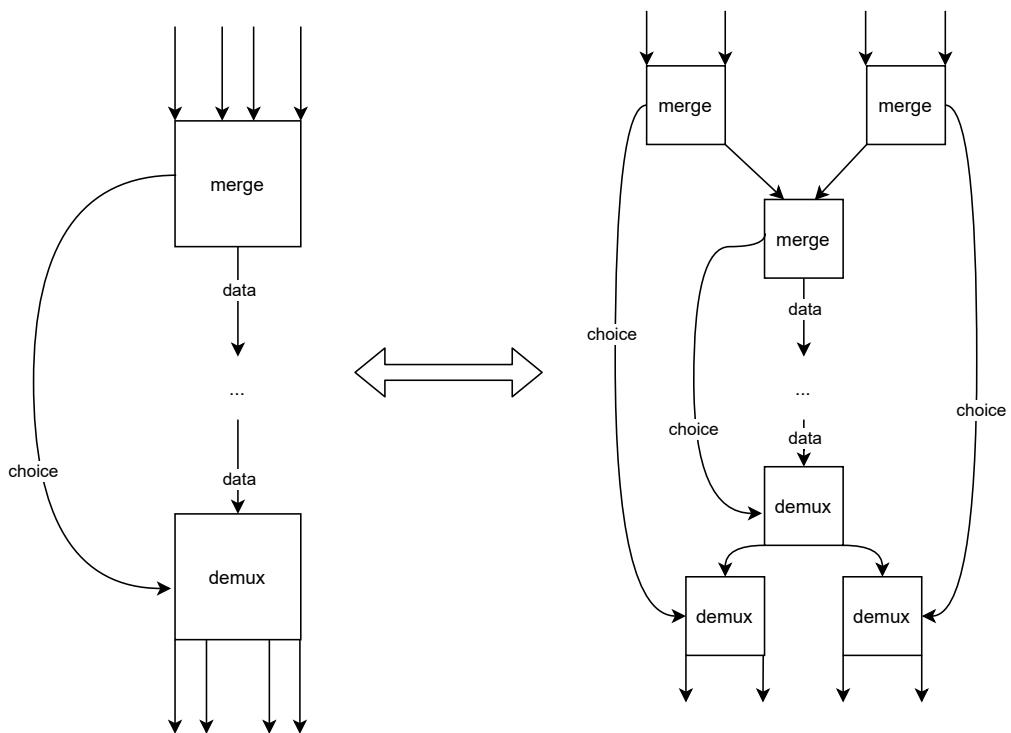 merge
data
...
choice
data
demux
merge
merge
merge
data
choice
...
choice
choice
data
demux
demux
demux